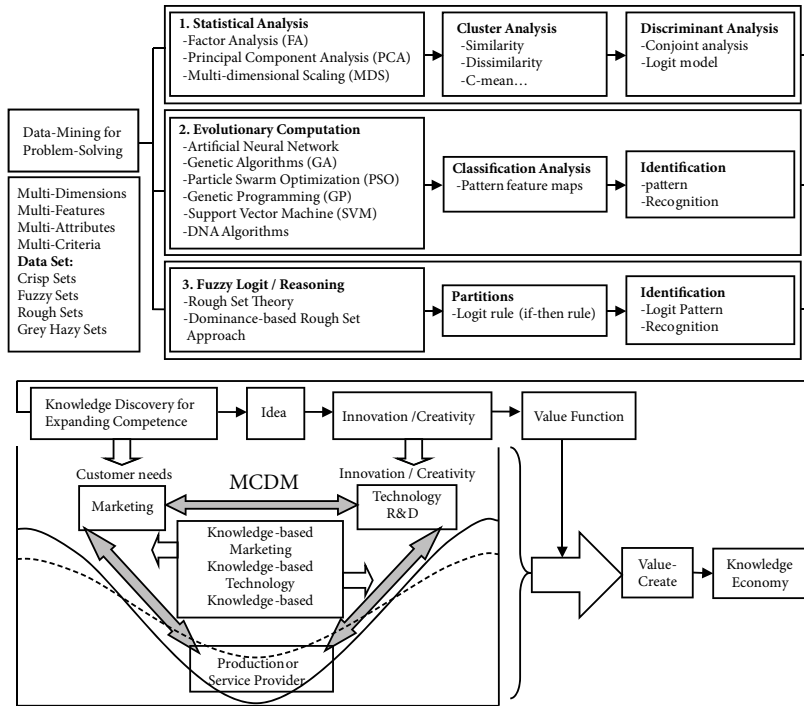 1. Statistical Analysis
-Factor Analysis (FA)
-Principal Component Analysis (PCA)
-Multi-dimensional Scaling (MDS)
Cluster Analysis
-Similarity
-Dissimilarity
-C-mean…
Discriminant Analysis
-Conjoint analysis
-Logit model
Data-Mining for
Problem-Solving
2. Evolutionary Computation
-Artificial Neural Network
-Genetic Algorithms (GA)
-Particle Swarm Optimization (PSO)
-Genetic Programming (GP)
-Support Vector Machine (SVM)
-DNA Algorithms
Classification Analysis
-Pattern feature maps
Identification
-pattern
-Recognition
Multi-Dimensions
Multi-Features
Multi-Attributes
Multi-Criteria
Data Set:
Crisp Sets
Fuzzy Sets
Rough Sets
Grey Hazy Sets
3. Fuzzy Logit / Reasoning
-Rough Set Theory
-Dominance-based Rough Set
Approach
Partitions
-Logit rule (if-then rule)
Identification
-Logit Pattern
-Recognition
Knowledge Discovery for
Expanding Competence
Idea
Innovation /Creativity
Value Function
Customer needs
MCDM
Innovation / Creativity
Marketing
Technology
R&D
Knowledge-based
Marketing
Knowledge-based
Technology
Knowledge-based
Production or
Service Provider
Value-
Create
Knowledge
Economy